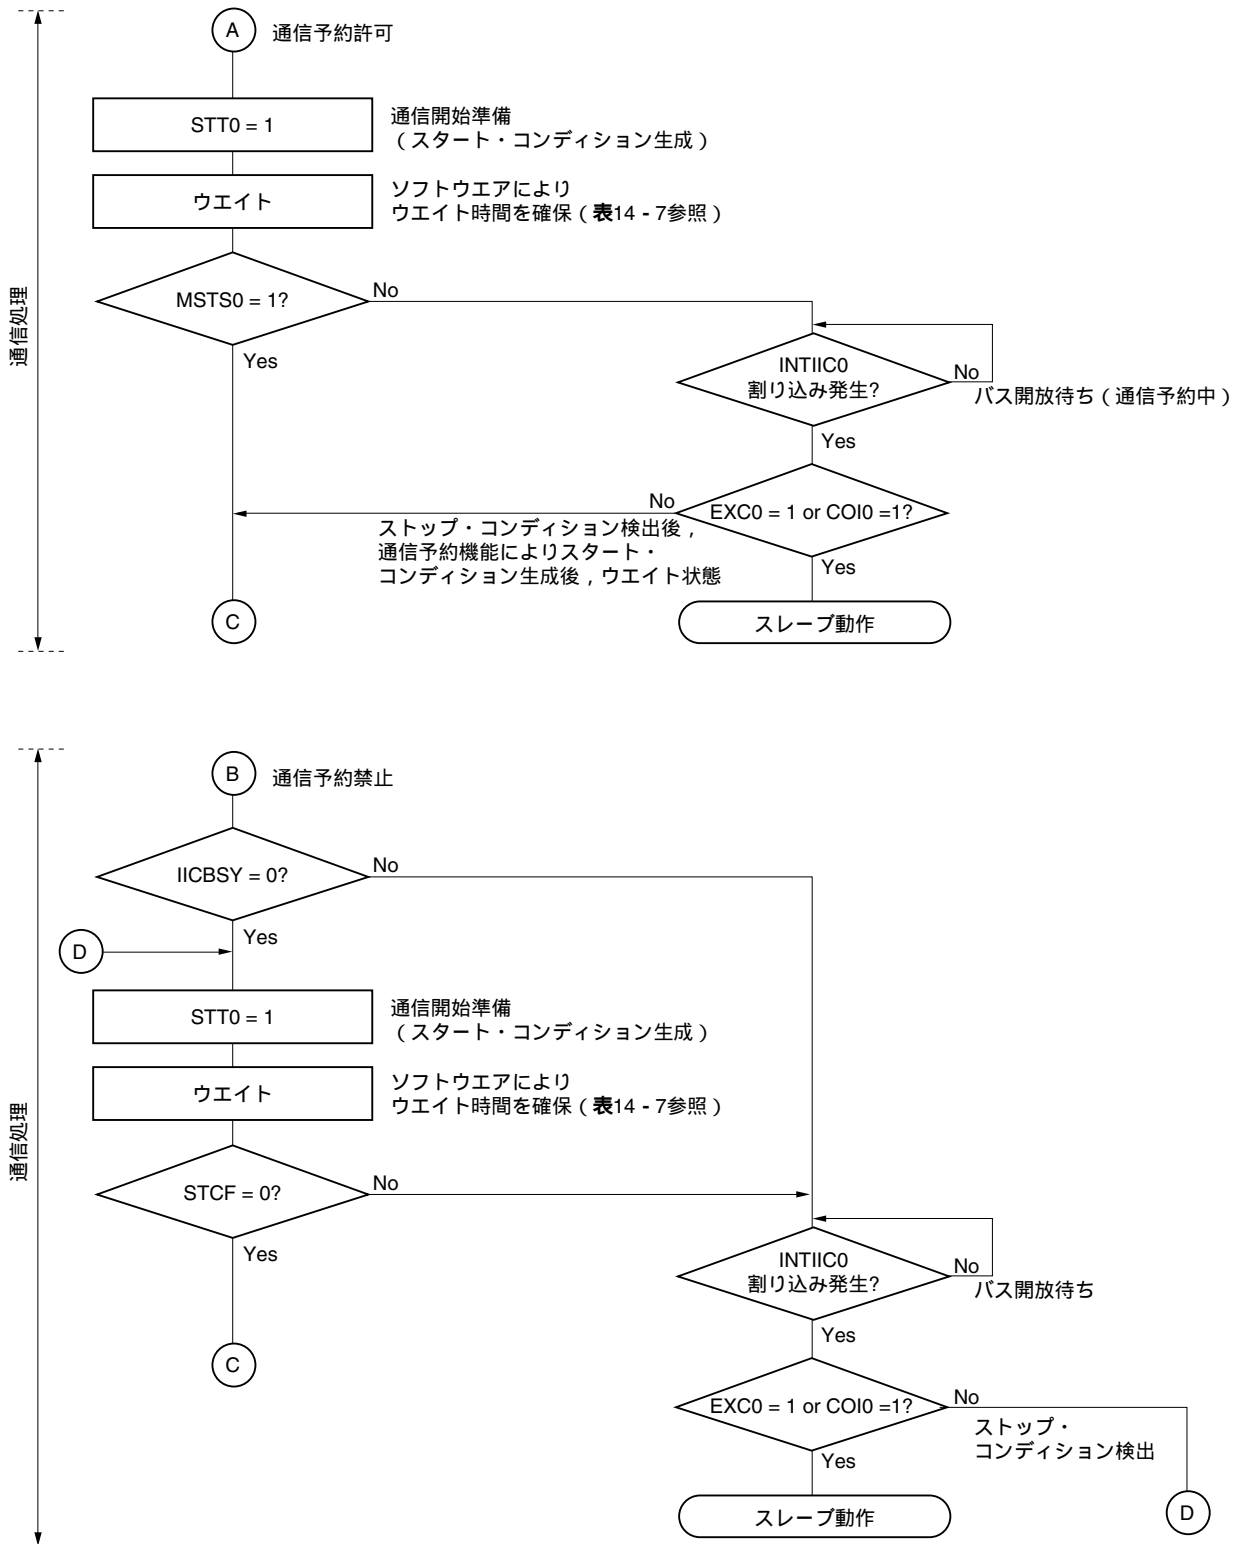 A
通信予約許可
STT0 = 1
通信開始準備
（スタート・コンディション生成）
ウエイト
ソフトウエアにより
ウエイト時間を確保（表14 - 7参照）
通信処理
MSTS0 = 1?
No
Yes
INTIIC0
割り込み発生?
No
バス開放待ち（通信予約中）
Yes
EXC0 = 1 or COI0 =1?
No
ストップ・コンディション検出後，
通信予約機能によりスタート・
コンディション生成後，ウエイト状態
Yes
C
スレーブ動作
B
通信予約禁止
IICBSY = 0?
No
Yes
D
STT0 = 1
通信開始準備
（スタート・コンディション生成）
ウエイト
ソフトウエアにより
ウエイト時間を確保（表14 - 7参照）
通信処理
STCF = 0?
No
Yes
INTIIC0
割り込み発生?
No
バス開放待ち
Yes
C
EXC0 = 1 or COI0 =1?
No
ストップ・
コンディション検出
Yes
スレーブ動作
D